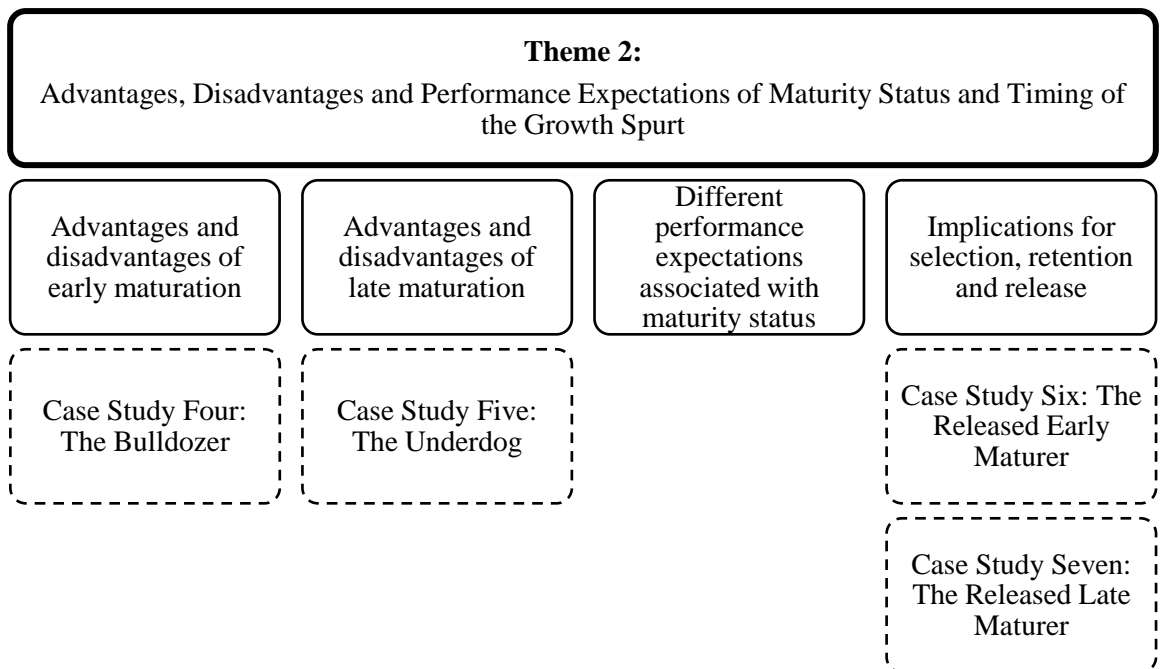 Theme 2:
Advantages, Disadvantages and Performance Expectations of Maturity Status and Timing of
the Growth Spurt
Advantages and
disadvantages of
early maturation
Advantages and
disadvantages of
late maturation
Different
performance
expectations
associated with
maturity status
Implications for
selection, retention
and release
Case Study Four:
The Bulldozer
Case Study Five:
The Underdog
Case Study Six: The
Released Early
Maturer
Case Study Seven:
The Released Late
Maturer